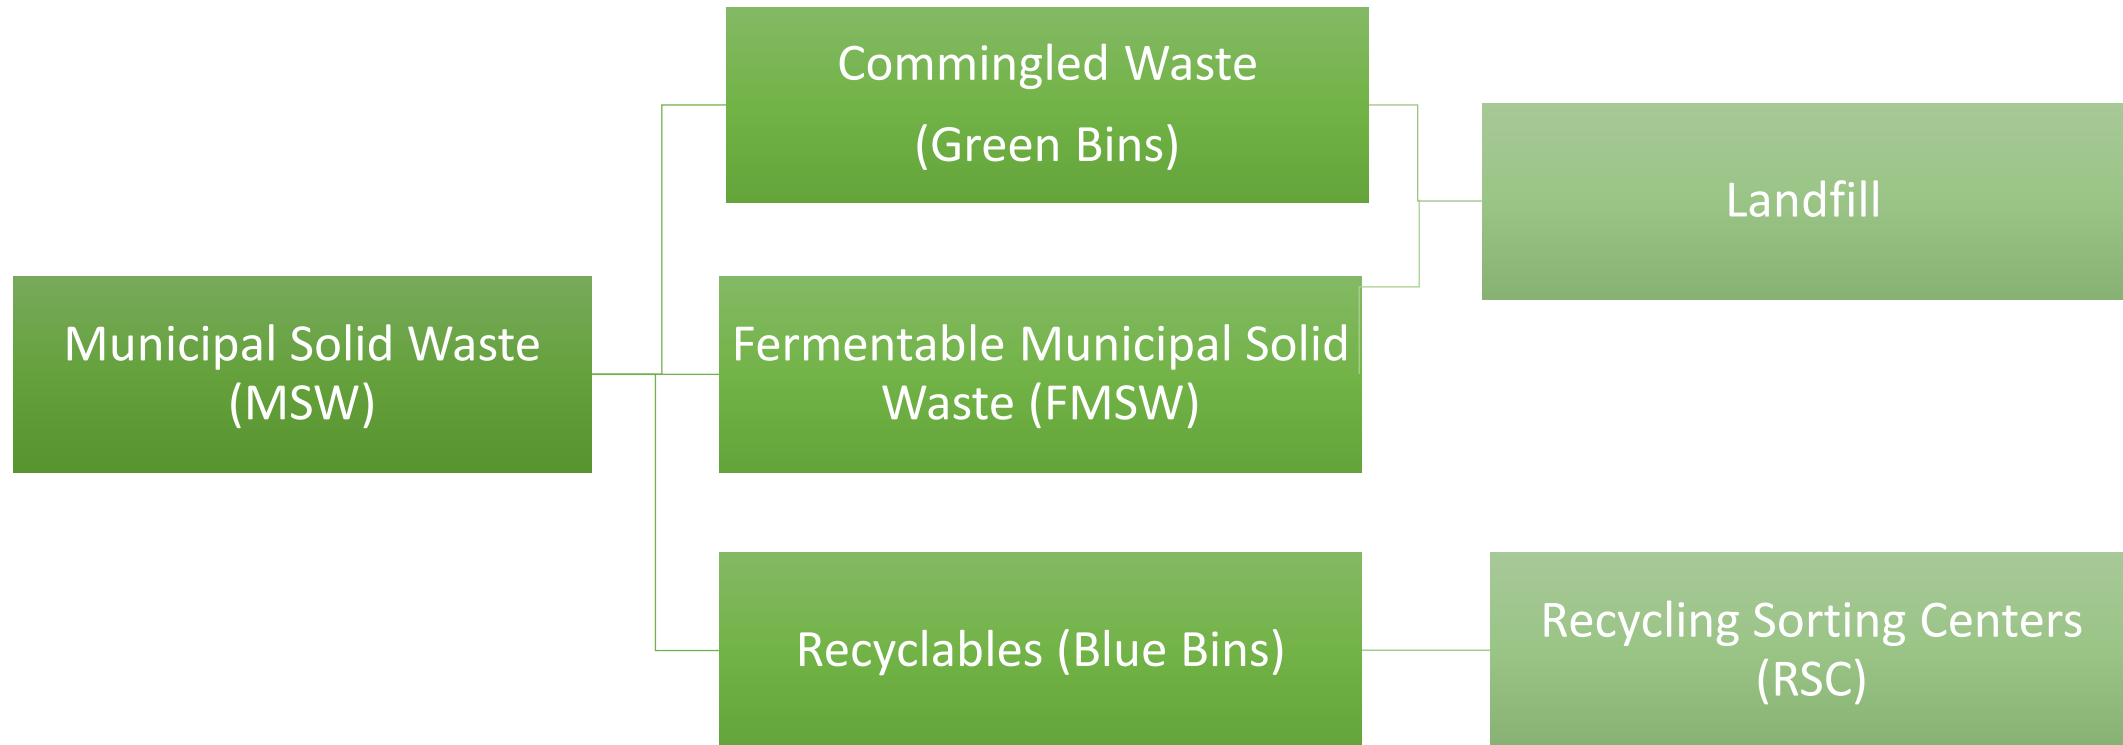 Commingled Waste
(Green Bins)
Landfill
Municipal Solid Waste
(MSW)
Fermentable Municipal Solid
Waste (FMSW)
Recyclables (Blue Bins)
Recycling Sorting Centers
(RSC)